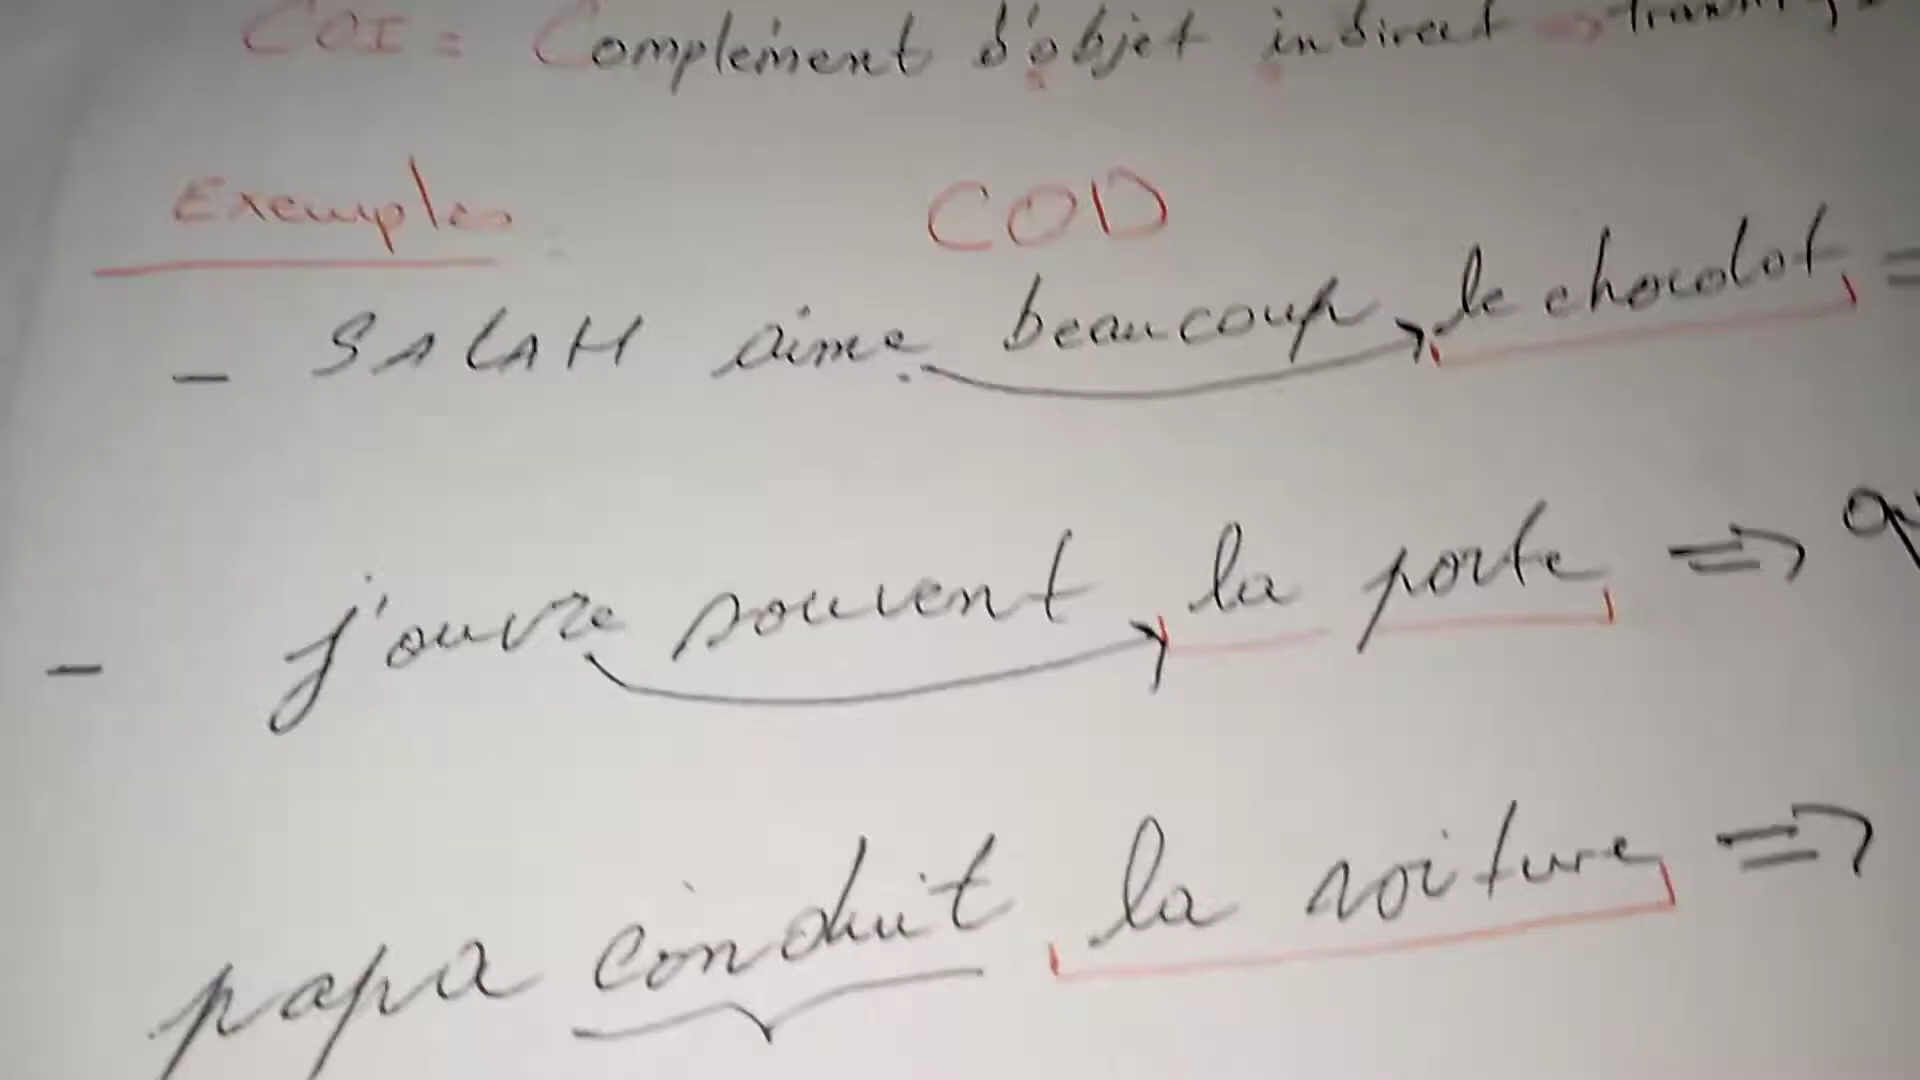 COI = Complément d'objet indirect =>
Exemples COD
- SALAH aime beaucoup le chocolat =
- j'ouvre souvent la porte =>
papa conduit la voiture =>